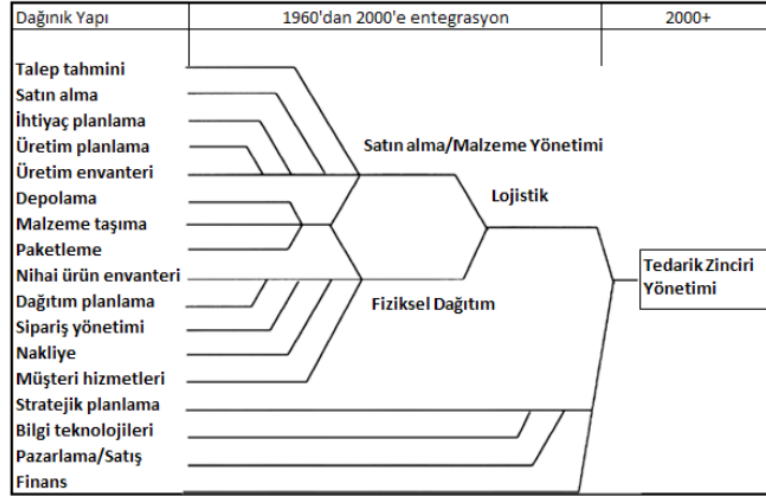 Dağınık Yapı
1960'dan 2000'e entegrasyon
2000+
Talep tahmini
Satın alma
İhtiyaç planlama
Üretim planlama
Satın alma/Malzeme Yönetimi
Üretim envanteri
Depolama
Lojistik
Malzeme taşıma
Paketleme
Nihai ürün envanteri
Tedarik Zinciri
Yönetimi
Dağıtım planlama
Fiziksel Dağıtım
Sipariş yönetimi
Nakliye
Müşteri hizmetleri
Stratejik planlama
Bilgi teknolojileri
Pazarlama/Satış
Finans